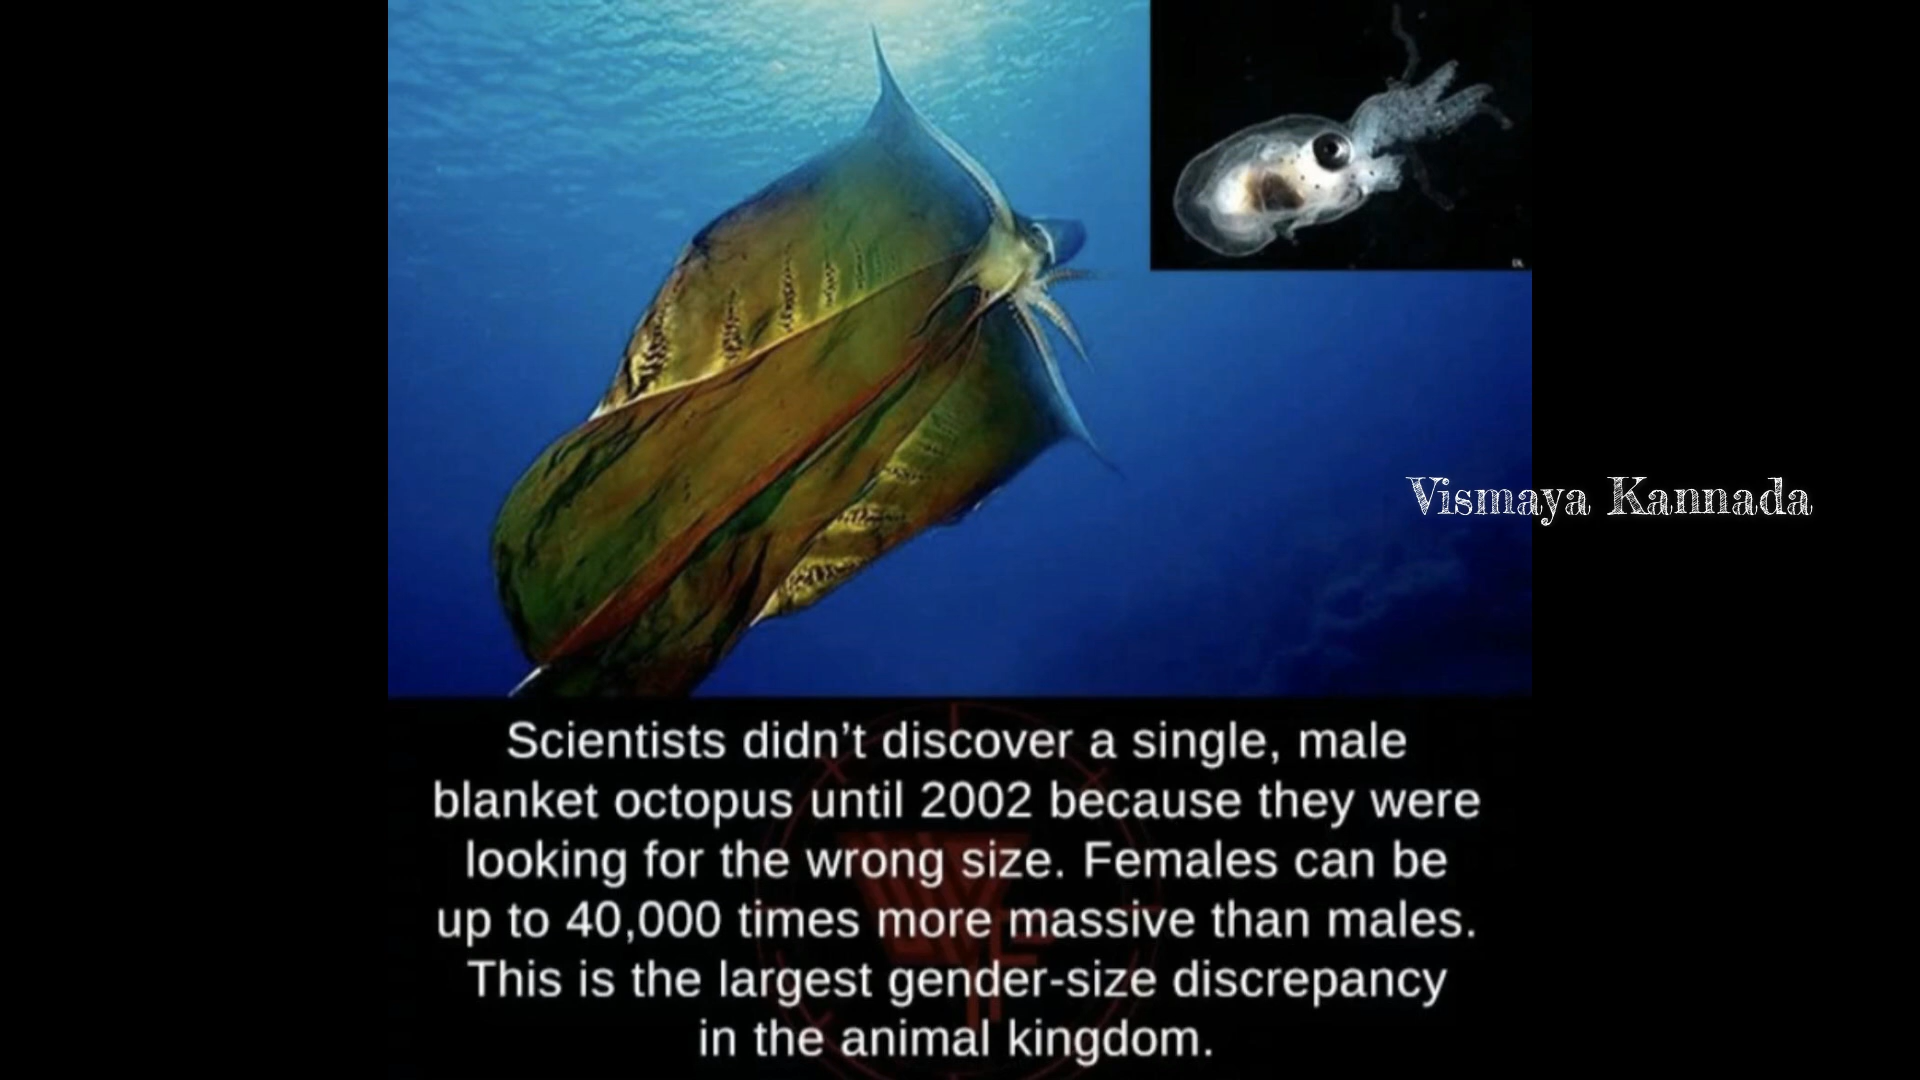 Vismaya Kannada
Scientists didn’t discover a single, male
blanket octopus until 2002 because they were
looking for the wrong size. Females can be
up to 40,000 times more massive than males.
This is the largest gender-size discrepancy
in the animal kingdom.